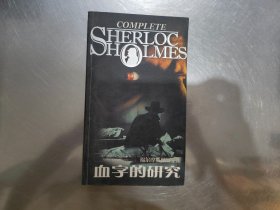 COMPLETE
SHERLOC
HOLMES
血字的研究